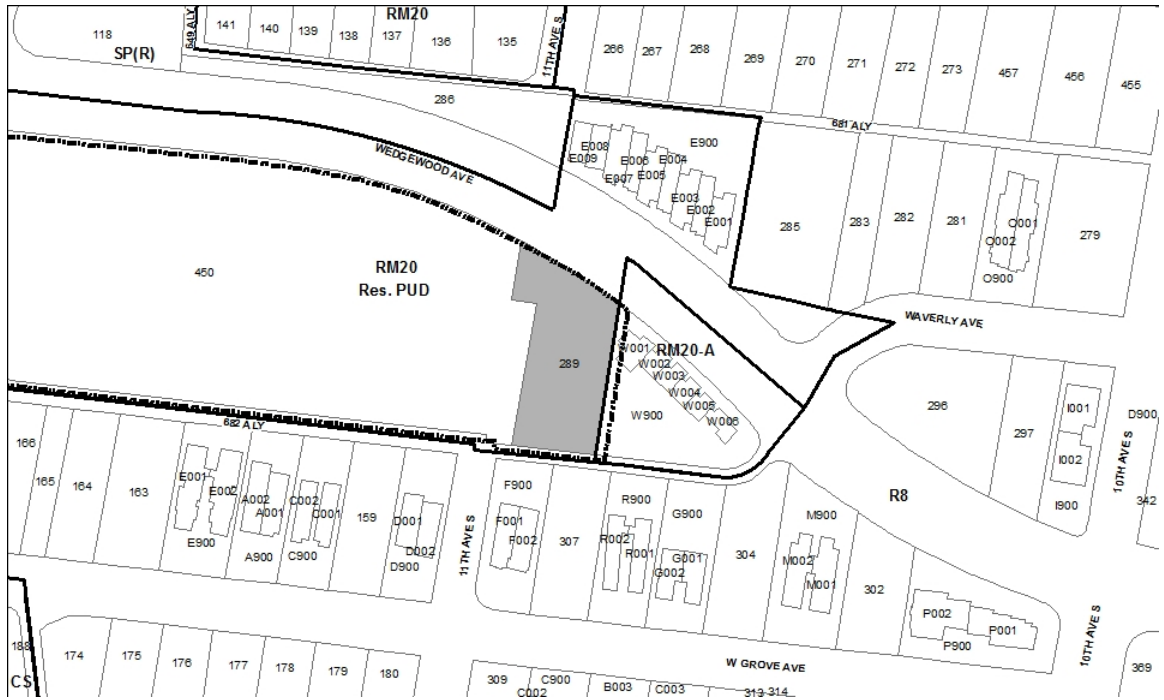 RM20
118
649 ALY
141
140
139
138
137
136
135
11TH AVE S
266
267
268
269
270
271
272
273
457
456
455
SP(R)
286
681 ALY
E900
E008
E009
E007
E006
E005
E004
E003
E002
E001
WEDGEWOOD AVE
285
283
282
281
O001
O002
O900
279
450
RM20
Res. PUD
289
WAVERLY AVE
RM20-A
W001
W002
W003
W004
W005
W006
W900
296
297
I001
I002
I900
D900
10TH AVE S
342
682 ALY
166
165
164
163
E001
E002
E900
A002
A001
A900
C002
C001
C900
159
D001
D002
D900
11TH AVE S
F900
F001
F002
307
R900
R002
R001
G900
G001
G002
304
M900
M002
M001
302
R8
P002
P001
P900
10TH AVE S
369
W GROVE AVE
188
CS
174
175
176
177
178
179
180
309
C002
C900
B003
C003
313
314